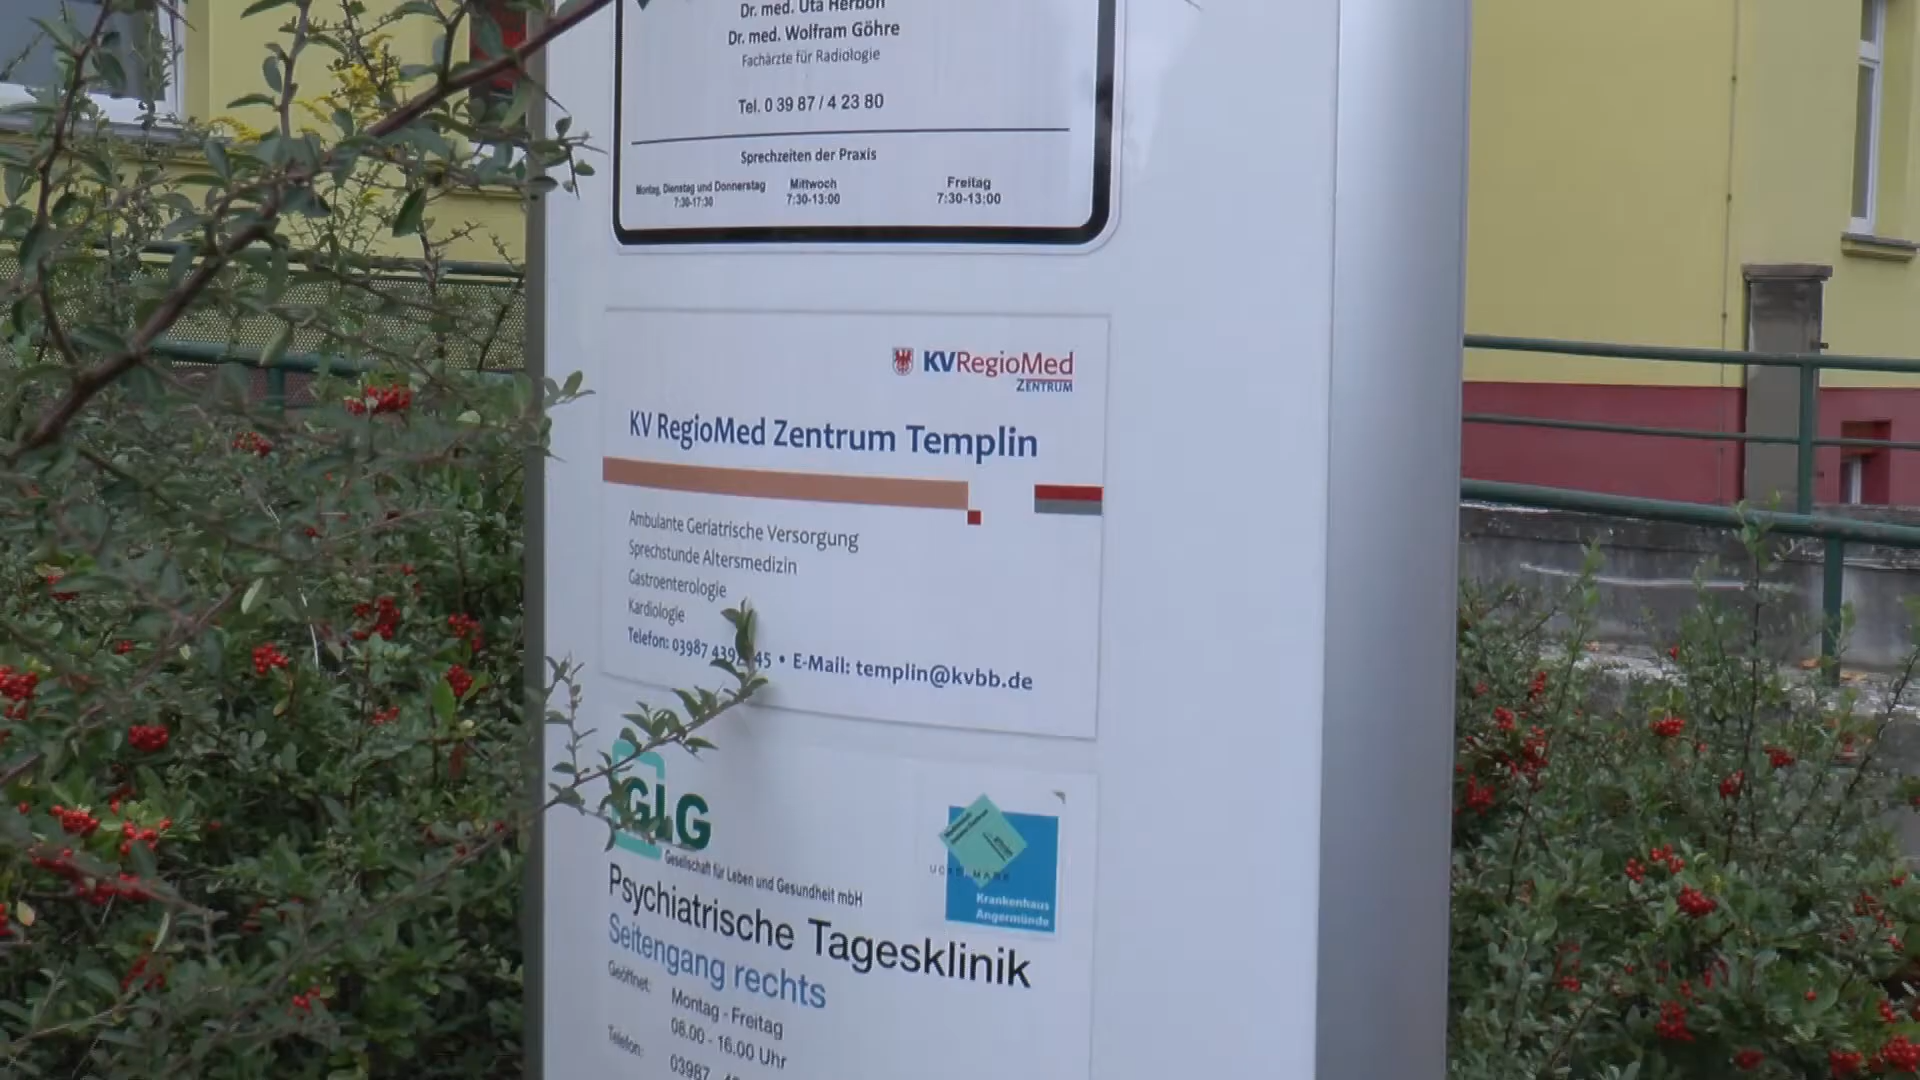 Dr. med. Uta Herbon
Dr. med. Wolfram Göhre
Fachärzte für Radiologie
Tel. 0 39 87 / 4 23 80
Sprechzeiten der Praxis
Montag, Dienstag und Donnerstag
7:30-17:30
Mittwoch
7:30-13:00
Freitag
7:30-13:00
KVRegioMed
ZENTRUM
KV RegioMed Zentrum Templin
Ambulante Geriatrische Versorgung
Sprechstunde Altersmedizin
Gastroenterologie
Kardiologie
Telefon: 03987 439 45 • E-Mail: templin@kvbb.de
GLG
Gesellschaft für Leben und Gesundheit mbH
Krankenhaus
Angermünde
Psychiatrische Tagesklinik
Seitengang rechts
Geöffnet: Montag - Freitag
08.00 - 16.00 Uhr
Telefon: 03987